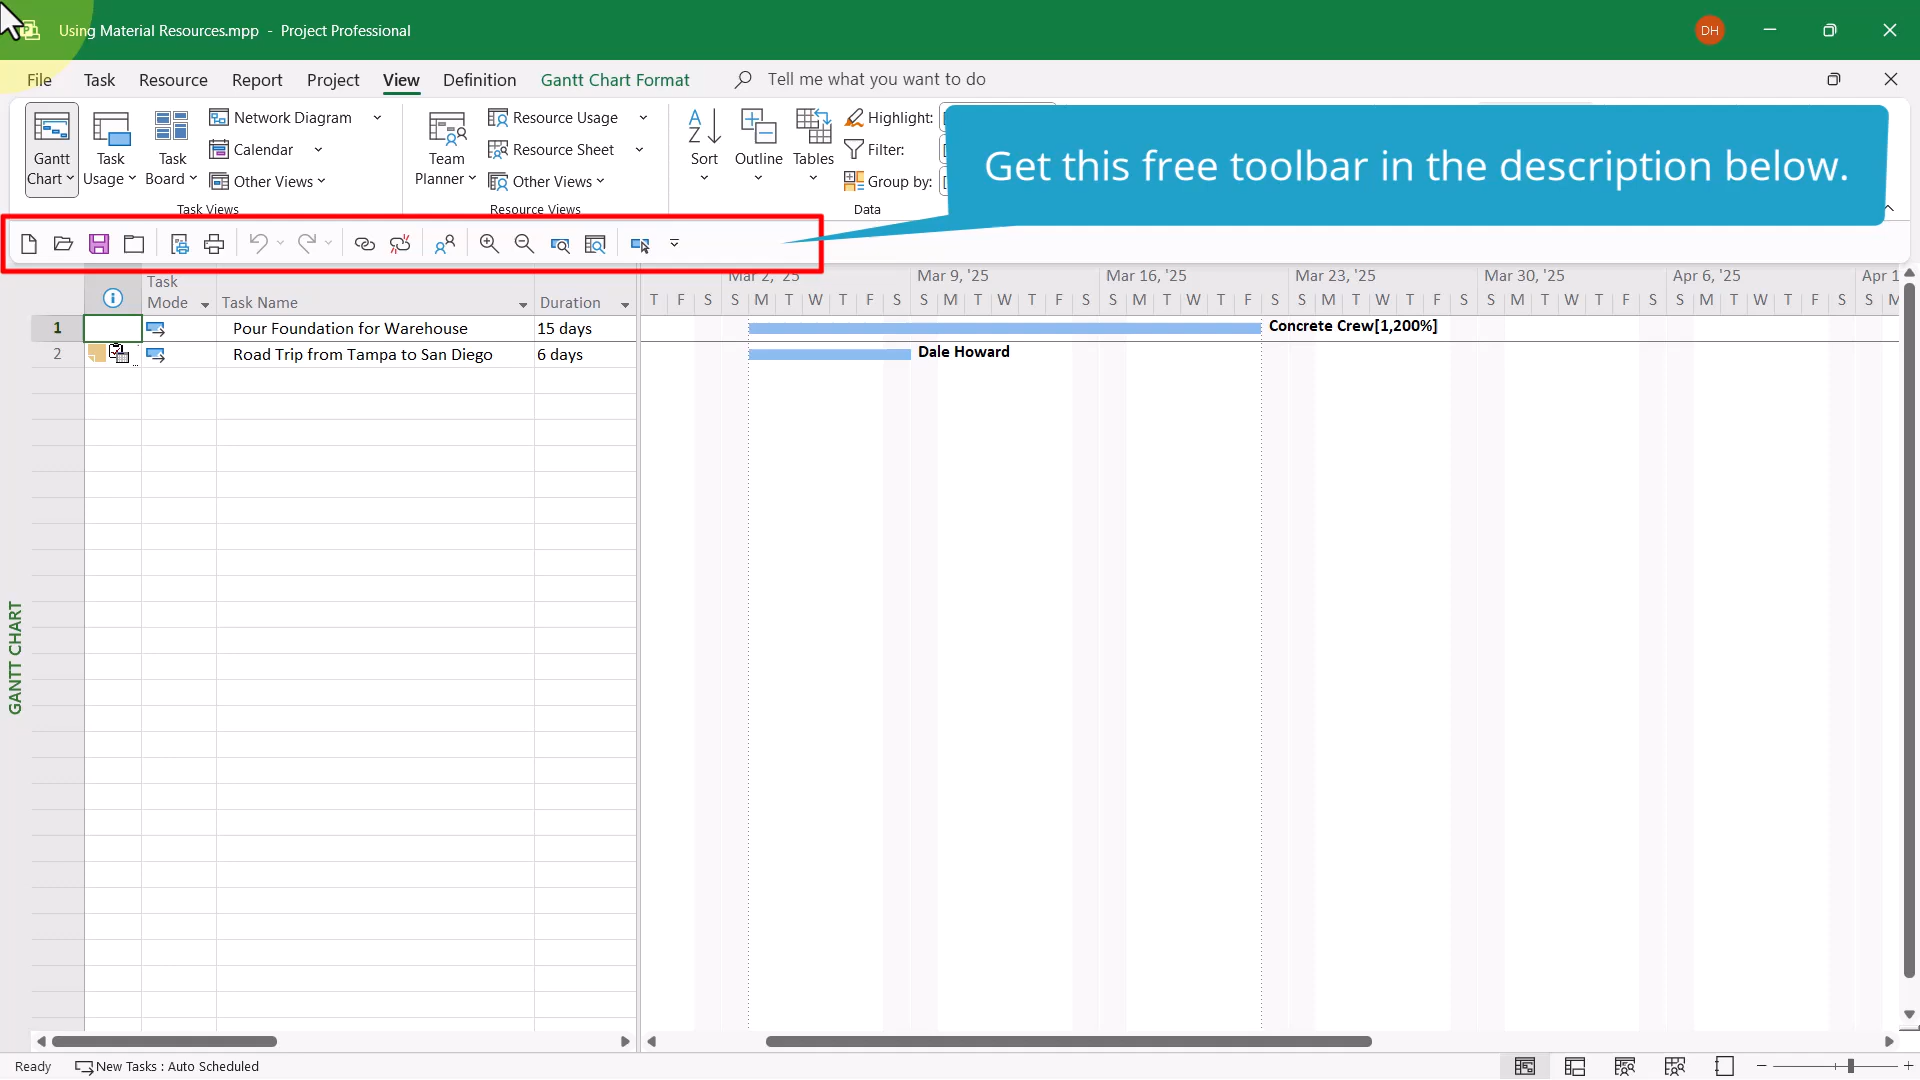 Using Material Resources.mpp - Project Professional
DH
File Task Resource Report Project View Definition Gantt Chart Format Tell me what you want to do
Gantt Chart
Task Usage
Task Board
Network Diagram
Calendar
Other Views
Task Views
Team Planner
Resource Usage
Resource Sheet
Other Views
Resource Views
Sort
Outline
Tables
Highlight:
Filter:
Group by:
Data
Get this free toolbar in the description below.
Task Mode
Task Name
Duration
Mar 2, '25 Mar 9, '25 Mar 16, '25 Mar 23, '25 Mar 30, '25 Apr 6, '25 Apr 1
T F S S M T W T F S S M T W T F S S M T W T F S S M T W T F S S M T W T F S S M T W T F S S M
1 Pour Foundation for Warehouse 15 days Concrete Crew[1,200%]
2 Road Trip from Tampa to San Diego 6 days Dale Howard
GANTT CHART
Ready New Tasks : Auto Scheduled